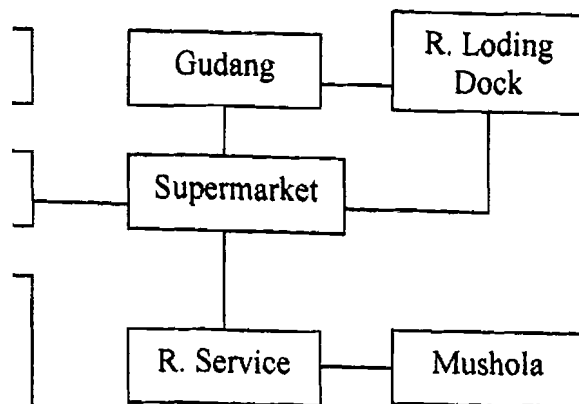 Gudang
R. Loding
Dock
Supermarket
R. Service
Mushola